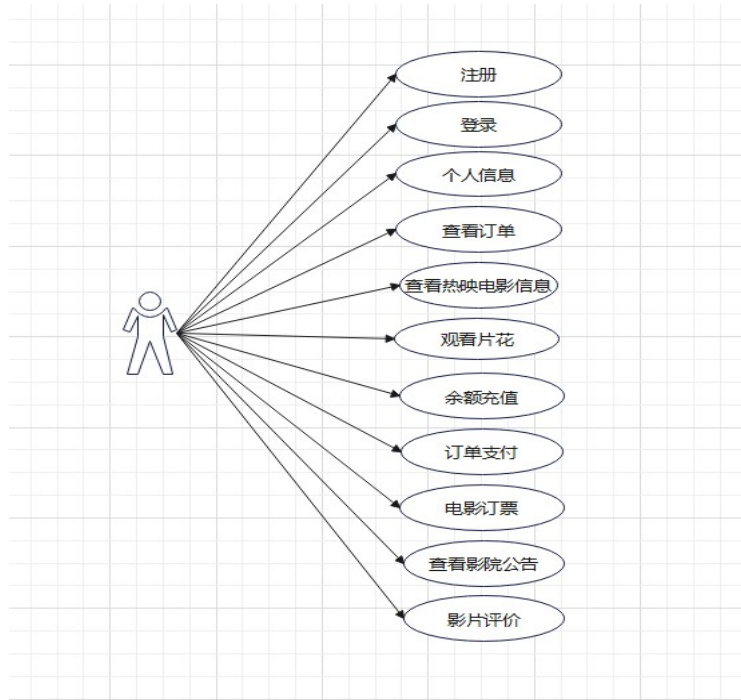 注册
登录
个人信息
查看订单
查看热映电影信息
观看片花
余额充值
订单支付
电影订票
查看影院公告
影片评价